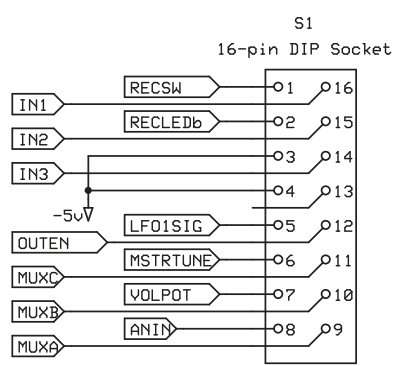 S1
16-pin DIP Socket
RECSW 1 16
IN1
RECLEDb 2 15
IN2
3 14
IN3
4 13
-5v
LFO1SIG 5 12
OUTEN
MSTRTUNE 6 11
MUXC
VOLPOT 7 10
MUXB
ANIN 8 9
MUXA